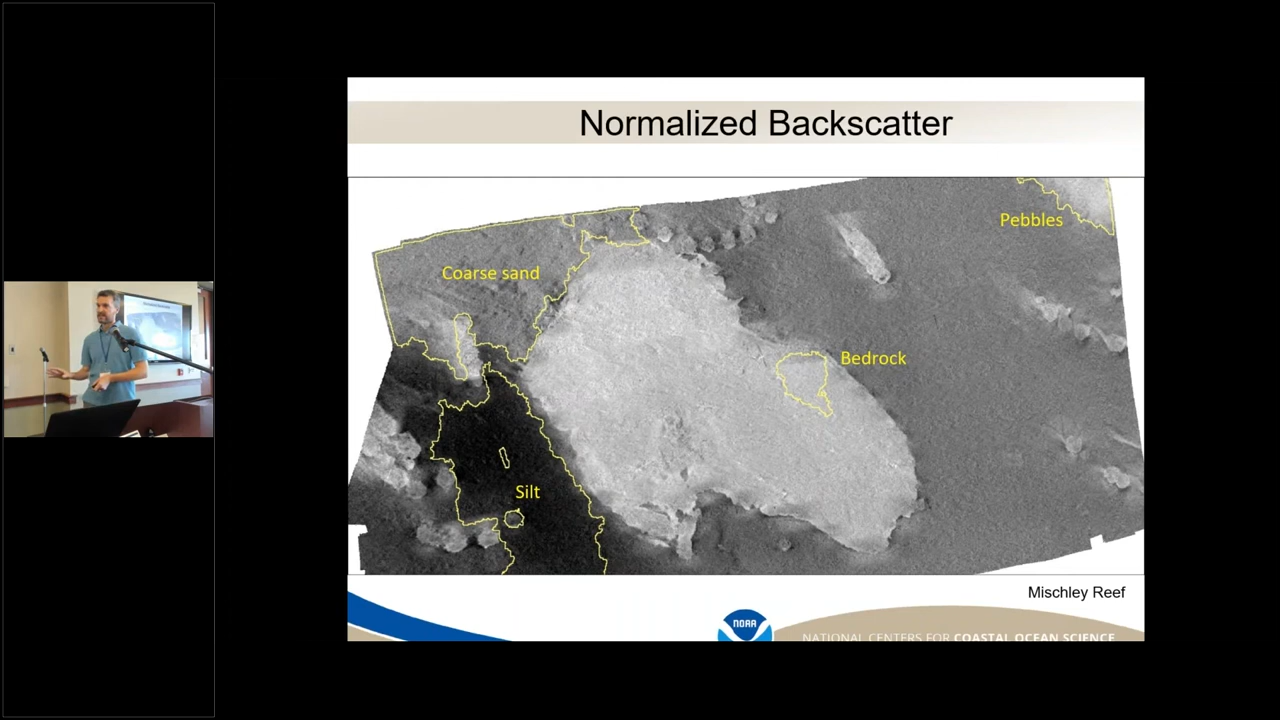 Normalized Backscatter
Pebbles
Coarse sand
Bedrock
Silt
Mischley Reef
NOAA
NATIONAL CENTERS FOR COASTAL OCEAN SCIENCE